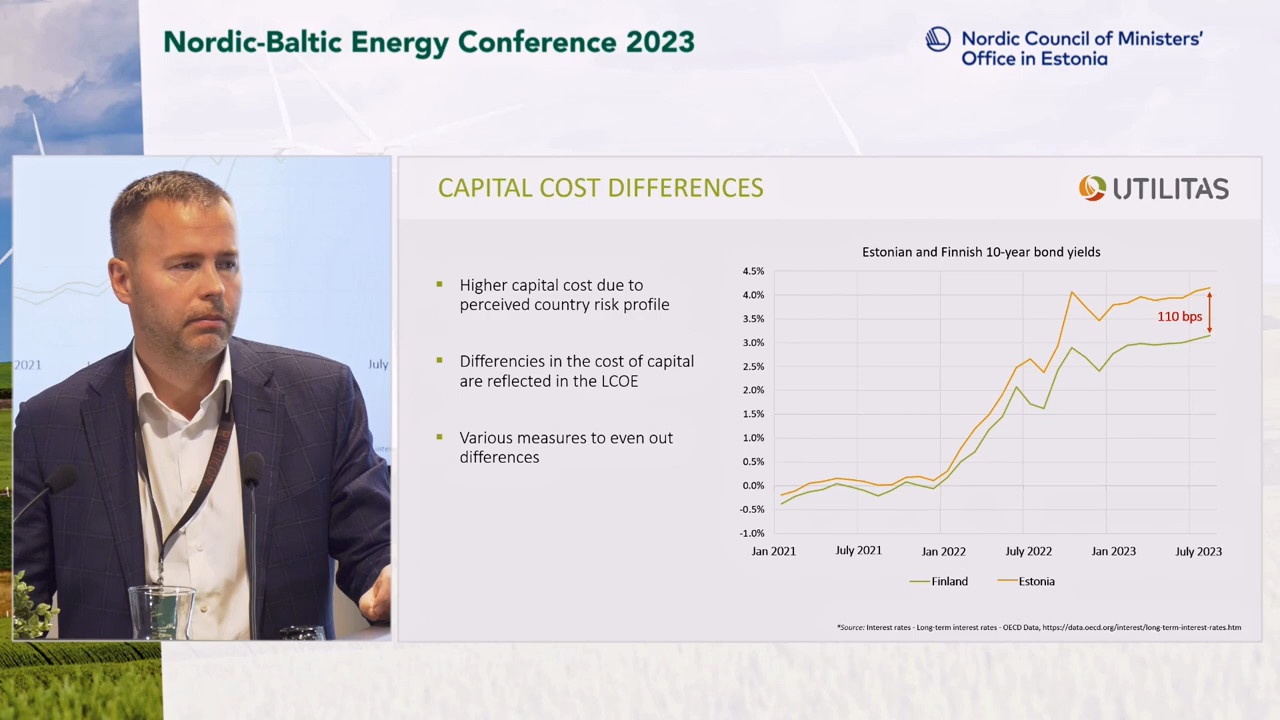 Nordic-Baltic Energy Conference 2023
Nordic Council of Ministers'
Office in Estonia
2021
July
CAPITAL COST DIFFERENCES
UTILITAS
Higher capital cost due to
perceived country risk profile
Differencies in the cost of capital
are reflected in the LCOE
Various measures to even out
differences
Estonian and Finnish 10-year bond yields
4.5%
4.0%
3.5%
3.0%
2.5%
2.0%
1.5%
1.0%
0.5%
0.0%
-0.5%
-1.0%
110 bps
Jan 2021 July 2021 Jan 2022 July 2022 Jan 2023 July 2023
Finland Estonia
*Source: Interest rates - Long-term interest rates - OECD Data, https://data.oecd.org/interest/long-term-interest-rates.htm